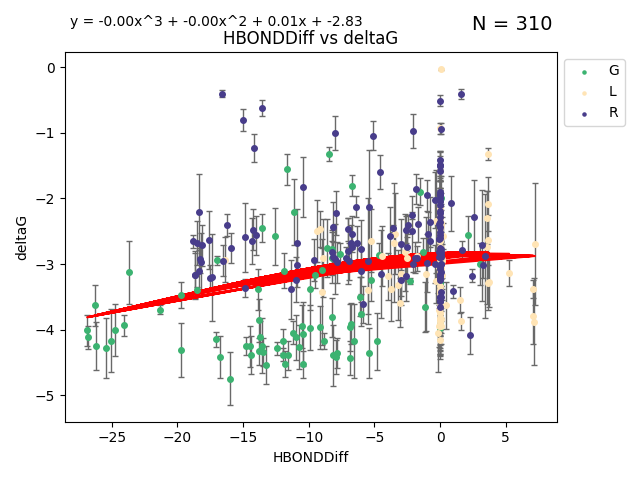 y = -0.00x^3 + -0.00x^2 + 0.01x + -2.83
N = 310
HBONDDiff vs deltaG
G
L
R
0
−1
−2
−3
−4
−5
deltaG
−25 −20 −15 −10 −5 0 5
HBONDDiff